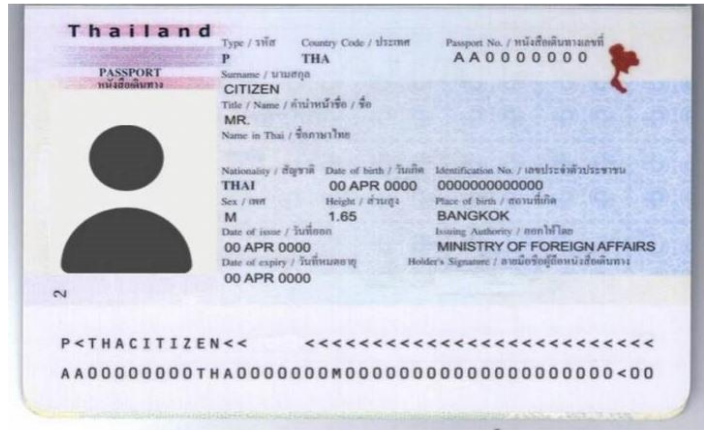 Thailand
Type / รหัส Country Code / ประเทศ Passport No. / หนังสือเดินทางเลขที่
P THA AA0000000
PASSPORT
หนังสือเดินทาง
Surname / นามสกุล
CITIZEN
Title / Name / คำนำหน้าชื่อ / ชื่อ
MR.
Name in Thai / ชื่อภาษาไทย
Nationality / สัญชาติ Date of birth / วันเกิด Identification No. / เลขประจำตัวประชาชน
THAI 00 APR 0000 0000000000000
Sex / เพศ Height / ส่วนสูง Place of birth / สถานที่เกิด
M 1.65 BANGKOK
Date of issue / วันที่ออก Issuing Authority / ออกให้โดย
00 APR 0000 MINISTRY OF FOREIGN AFFAIRS
Date of expiry / วันที่หมดอายุ Holder's Signature / ลายมือชื่อผู้ถือหนังสือเดินทาง
00 APR 0000
2
P<THACITIZEN<< <<<<<<<<<<<<<<<<<<<<<<<<<<
AA00000000THA0000000M00000000000000000000<00